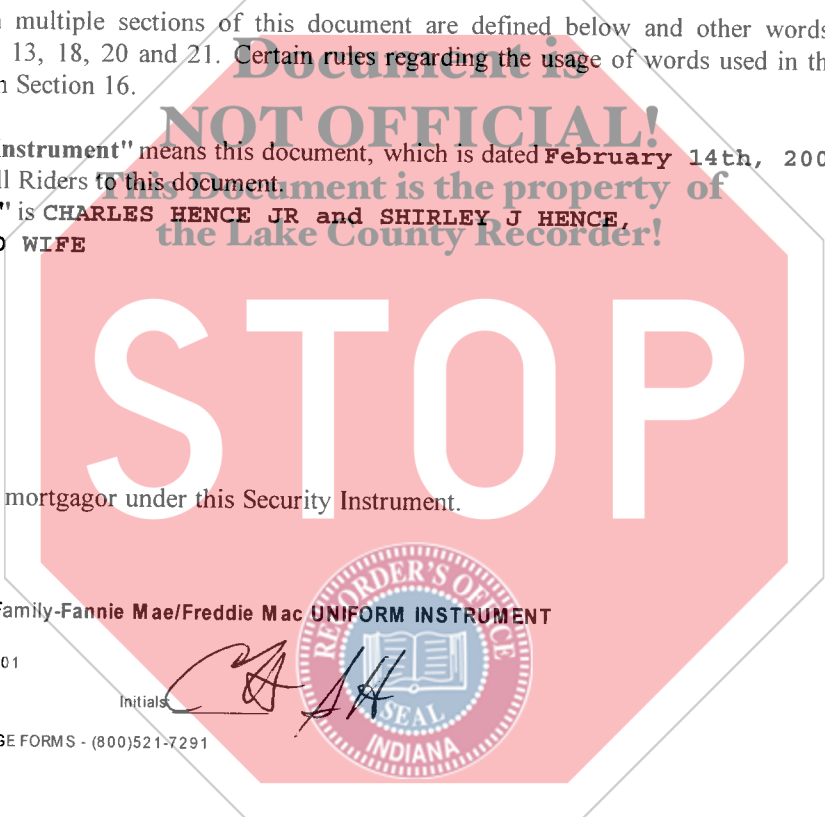 multiple sections of this document are defined below and other words
13, 18, 20 and 21. Certain rules regarding the usage of words used in th
Section 16.
Document is
NOT OFFICIAL!
This Document is the property of
the Lake County Recorder!
Instrument" means this document, which is dated February 14th, 200
ll Riders to this document.
" is CHARLES HENCE JR and SHIRLEY J HENCE,
WIFE
STOP
mortgagor under this Security Instrument.
Family-Fannie Mae/Freddie Mac UNIFORM INSTRUMENT
01
Initials:
GE FORMS - (800)521-7291
RECORDER'S OFFICE
SEAL
INDIANA